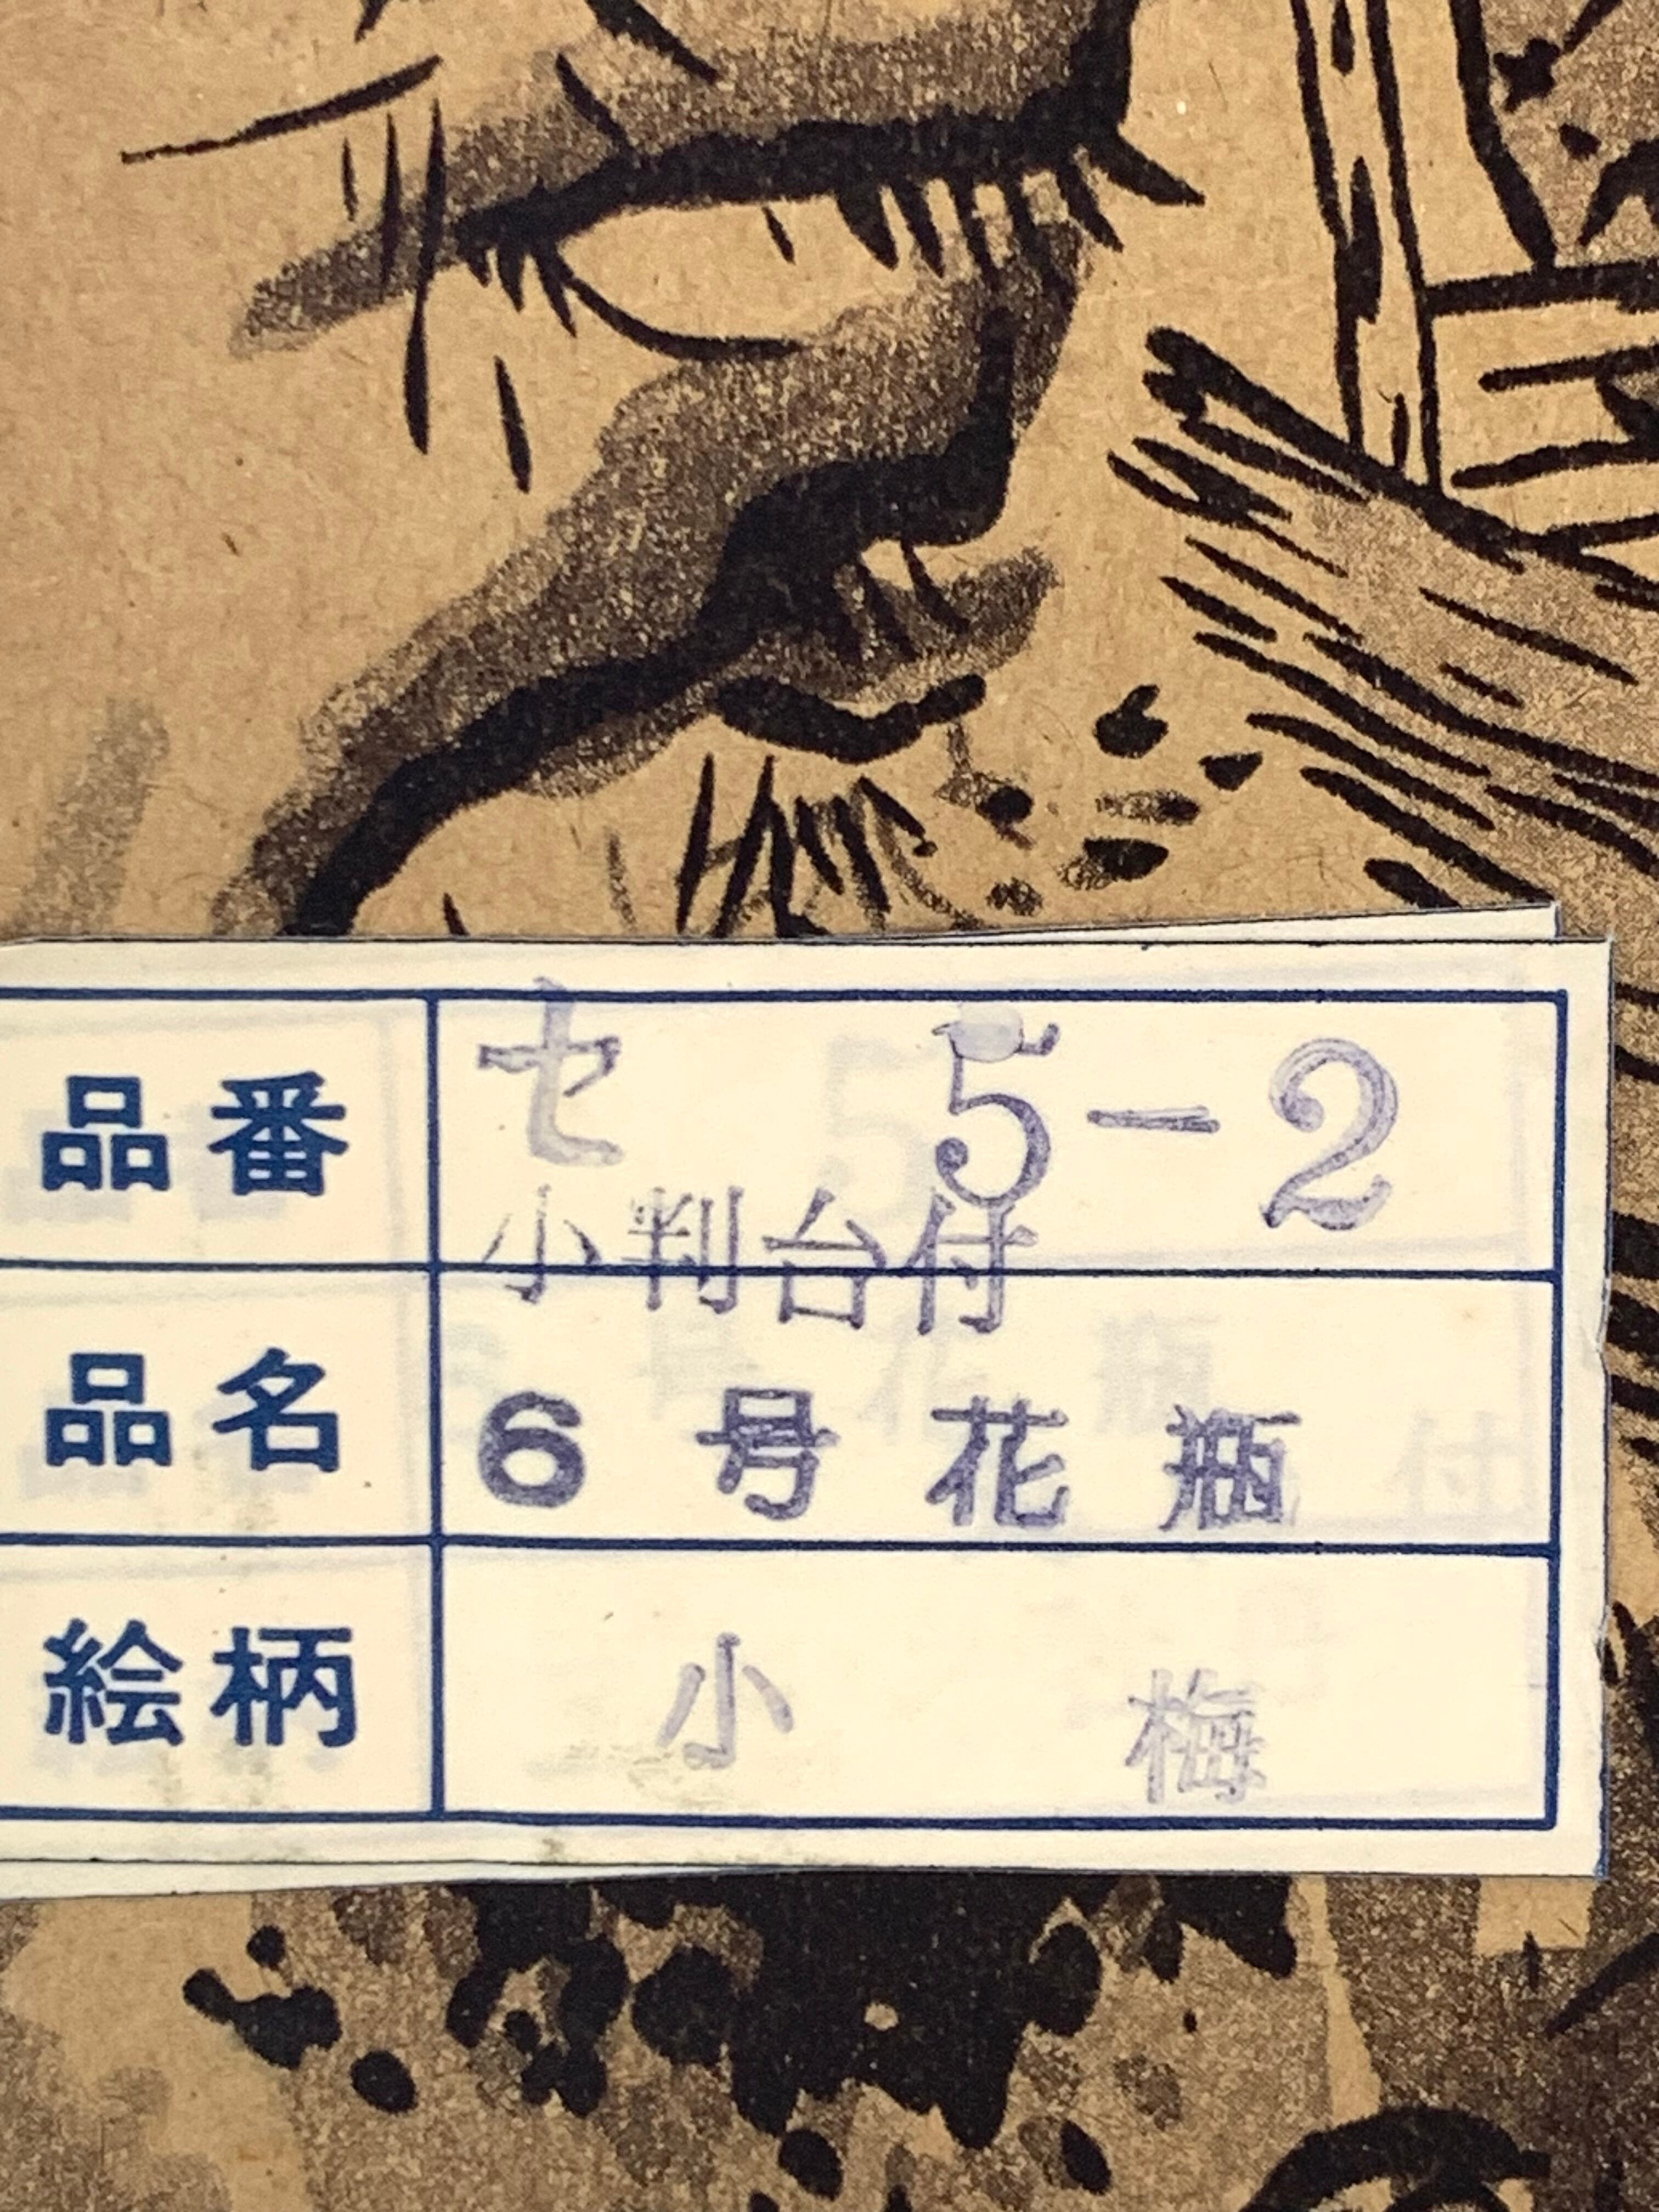 品番 セ 5-2
小判台付
品名 6号花瓶
絵柄 小梅